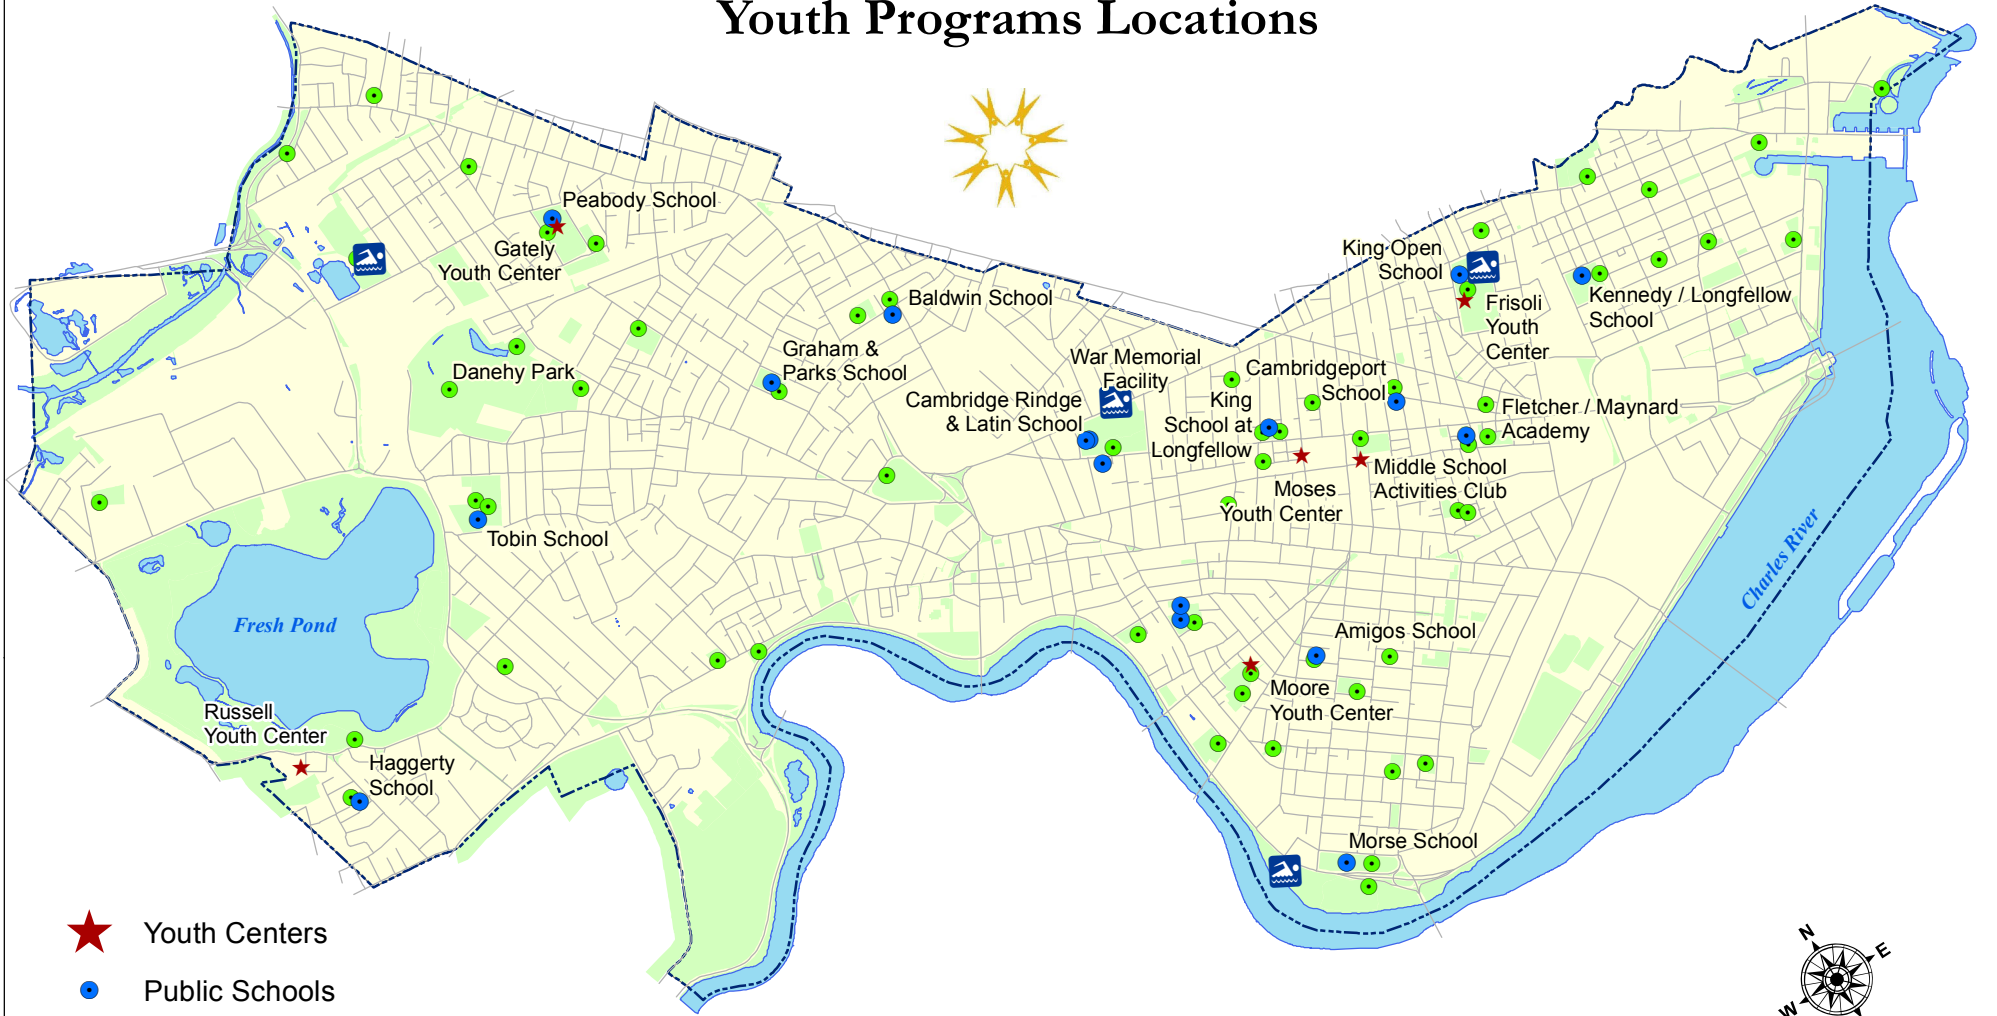 Youth Programs Locations
Peabody School
Gately
Youth Center
Baldwin School
King Open
School
Frisoli
Youth
Center
Kennedy / Longfellow
School
Graham &
Parks School
War Memorial
Facility
Cambridgeport
School
Danehy Park
Cambridge Rindge
& Latin School
King
School at
Longfellow
Fletcher / Maynard
Academy
Middle School
Activities Club
Moses
Youth Center
Tobin School
Charles River
Fresh Pond
Amigos School
Moore
Youth Center
Russell
Youth Center
Haggerty
School
Morse School
Youth Centers
Public Schools
N
E
W